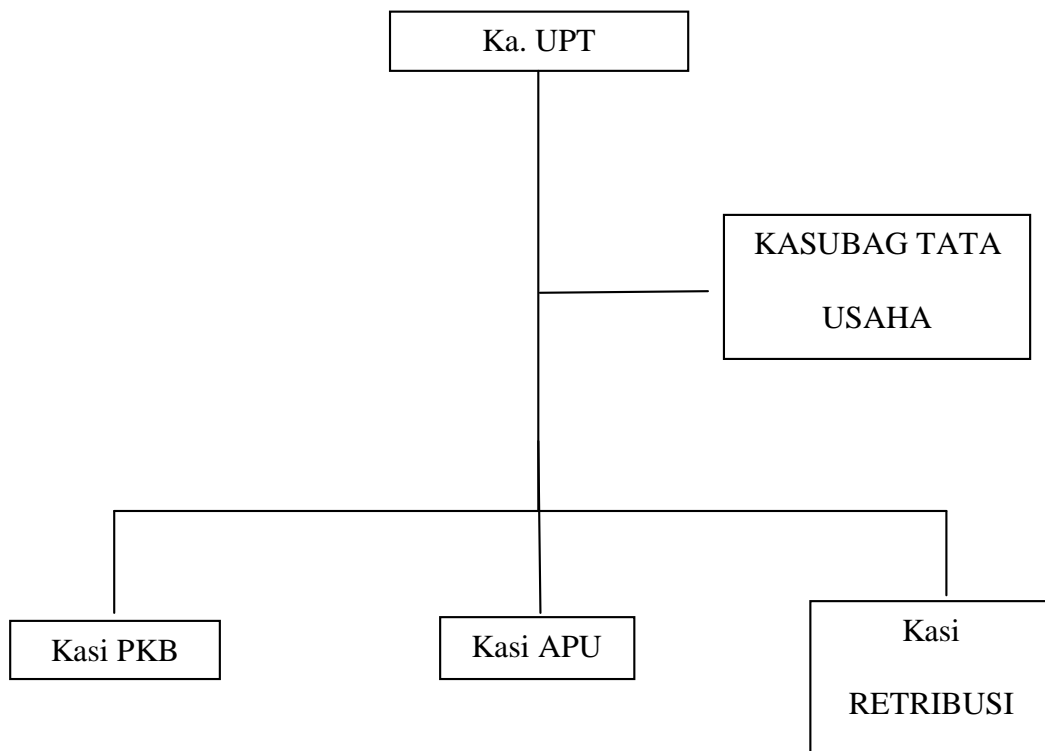 Ka. UPT
KASUBAG TATA
USAHA
Kasi PKB
Kasi APU
Kasi
RETRIBUSI